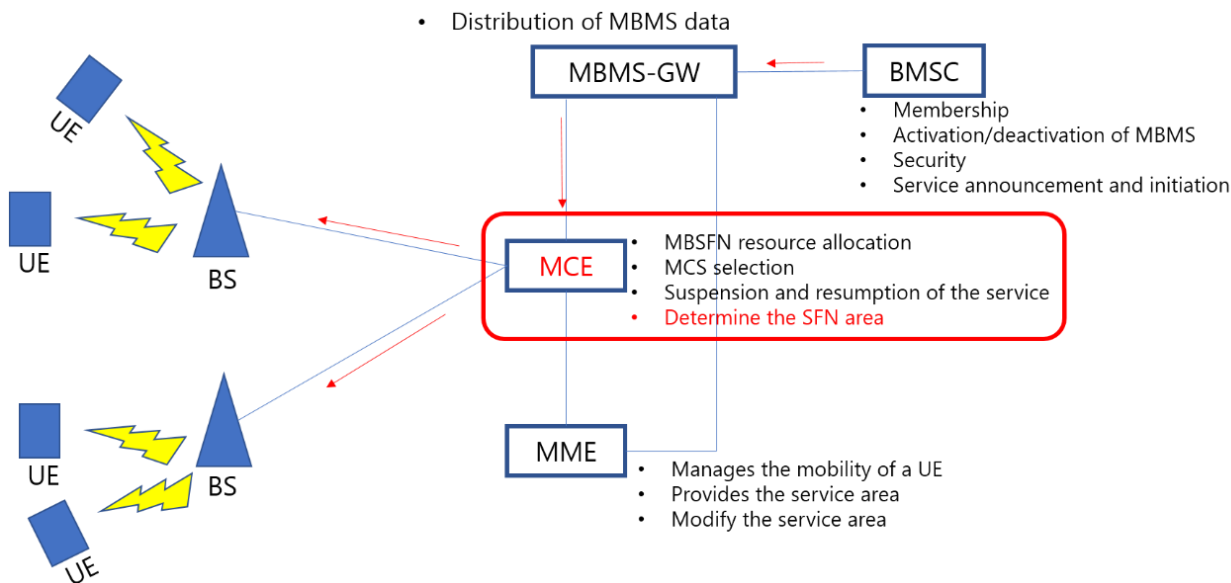 • Distribution of MBMS data
MBMS-GW
BMSC
• Membership
• Activation/deactivation of MBMS
• Security
• Service announcement and initiation
UE
UE
BS
MCE
• MBSFN resource allocation
• MCS selection
• Suspension and resumption of the service
• Determine the SFN area
UE
BS
UE
MME
• Manages the mobility of a UE
• Provides the service area
• Modify the service area